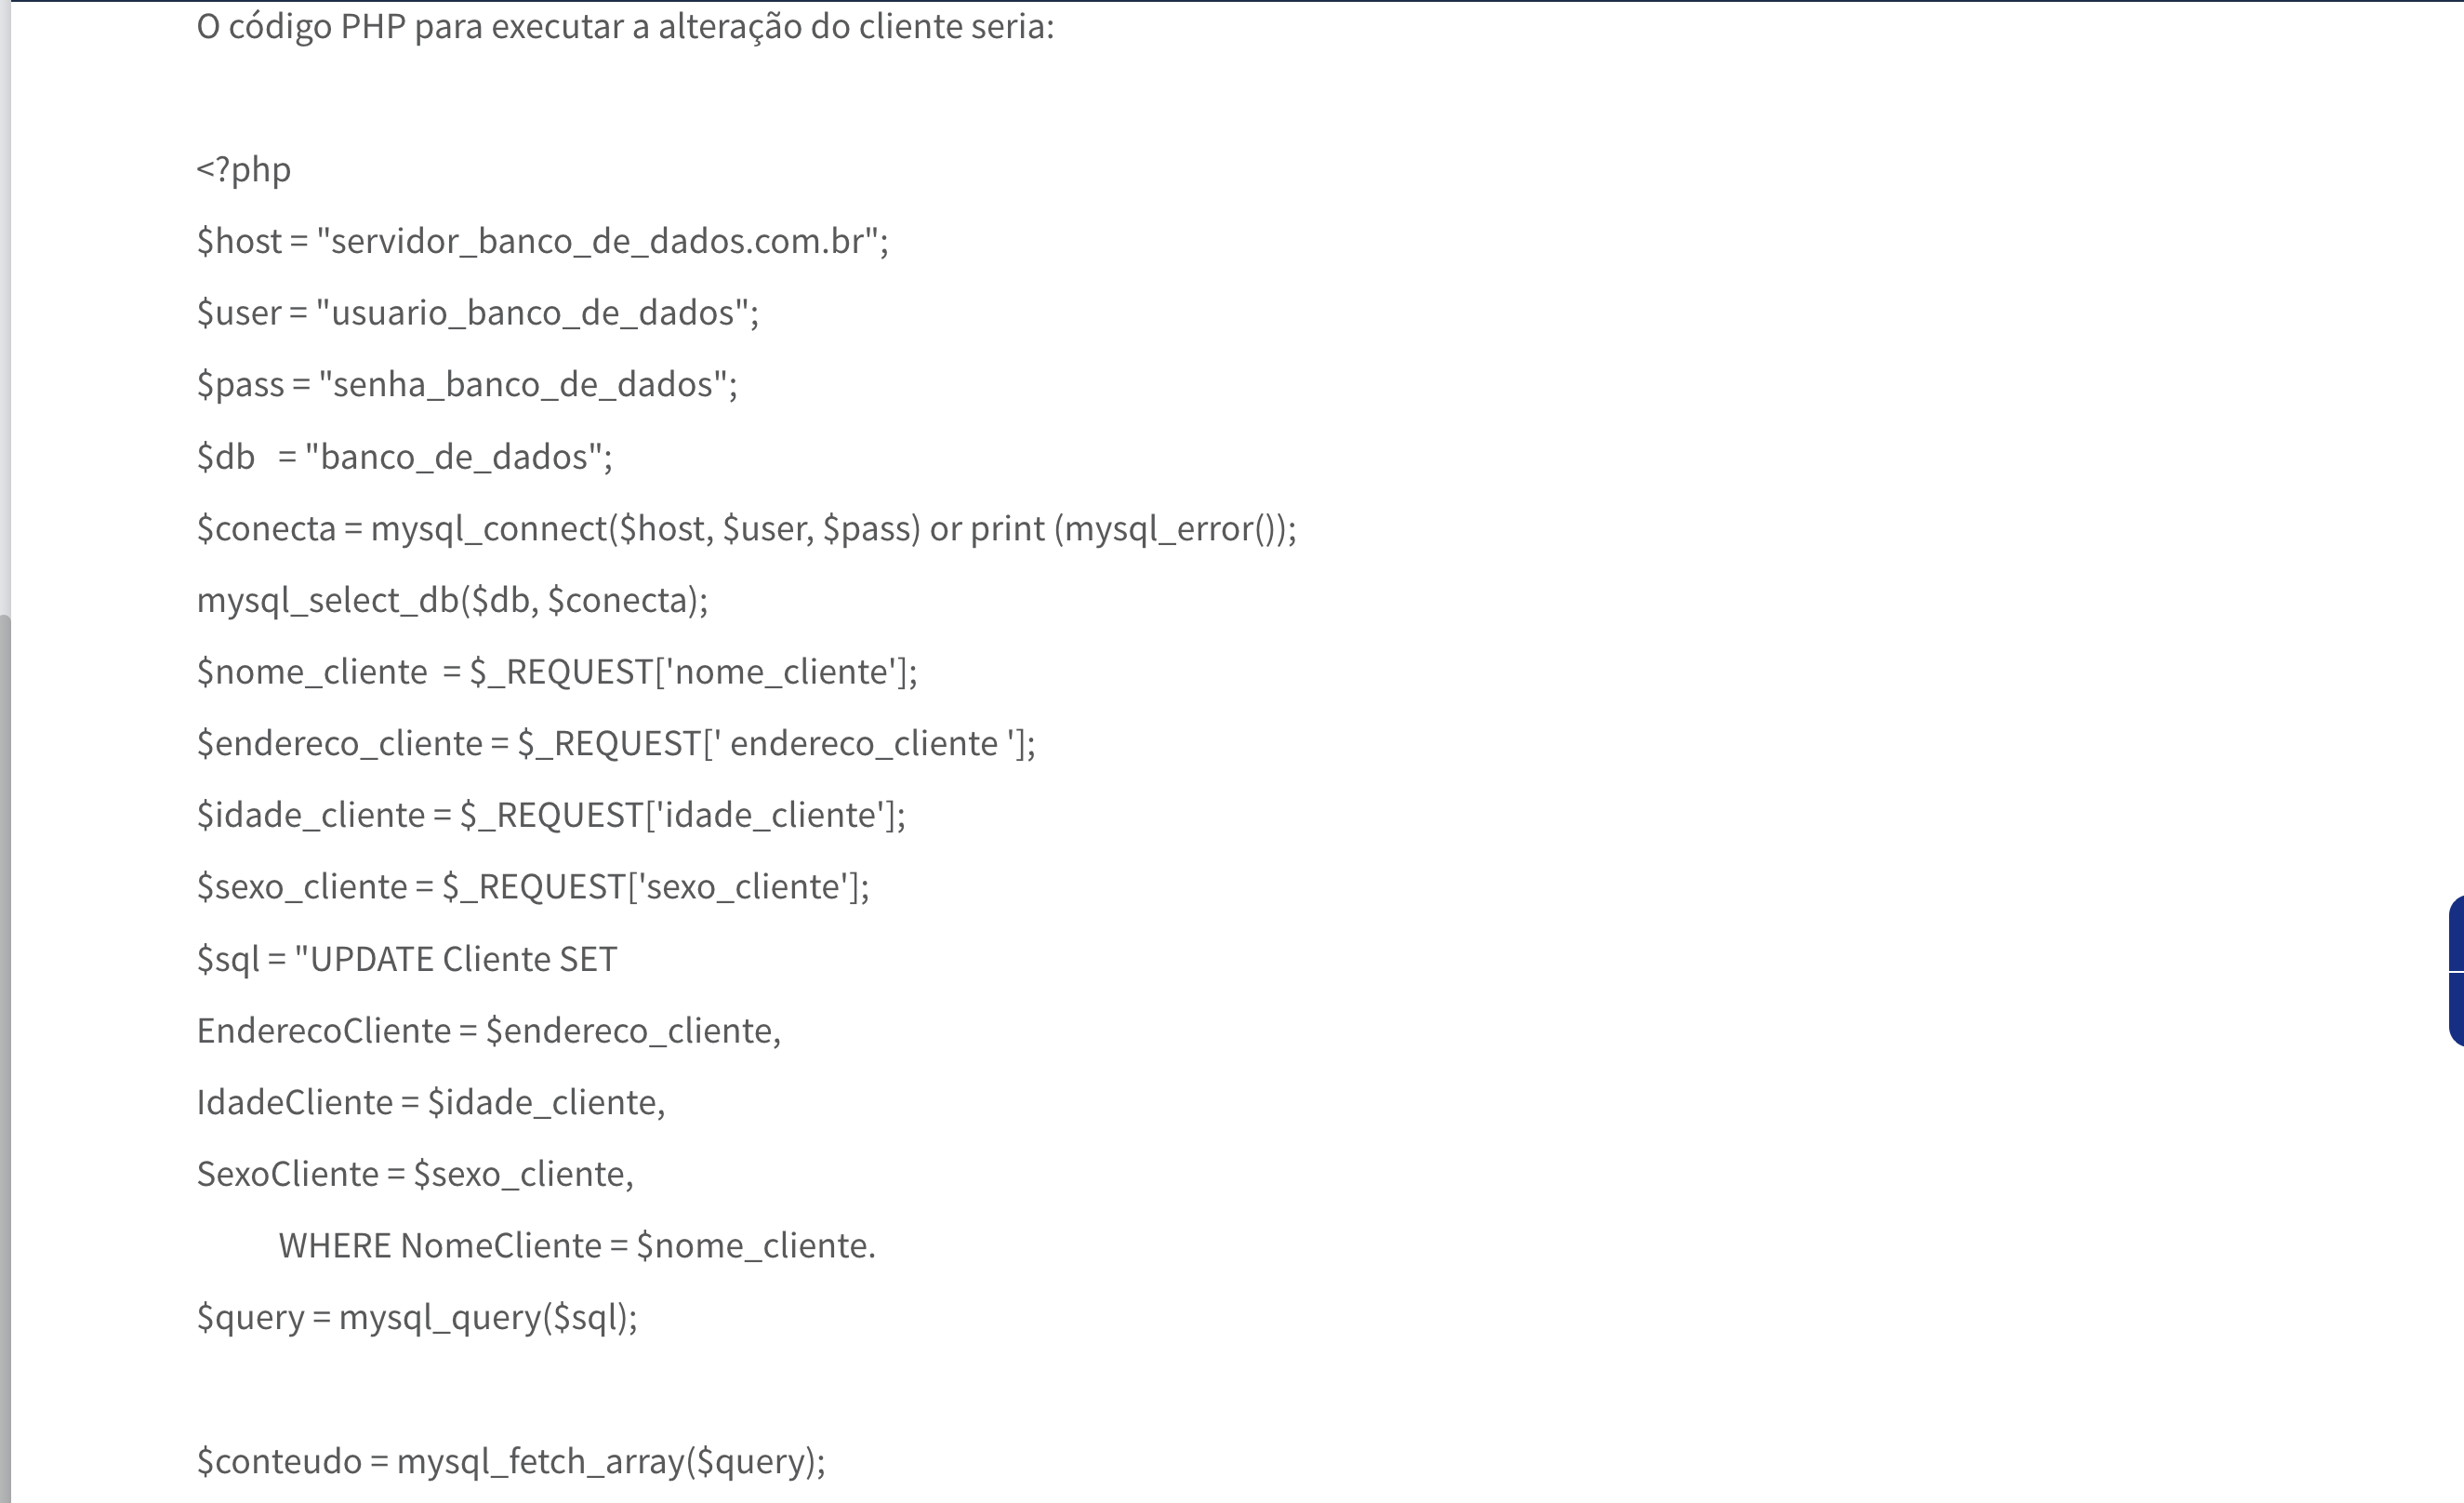 O código PHP para executar a alteração do cliente seria:
<?php
$host = "servidor_banco_de_dados.com.br";
$user = "usuario_banco_de_dados";
$pass = "senha_banco_de_dados";
$db   = "banco_de_dados";
$conecta = mysql_connect($host, $user, $pass) or print (mysql_error());
mysql_select_db($db, $conecta);
$nome_cliente  = $_REQUEST['nome_cliente'];
$endereco_cliente = $_REQUEST[' endereco_cliente '];
$idade_cliente = $_REQUEST['idade_cliente'];
$sexo_cliente = $_REQUEST['sexo_cliente'];
$sql = "UPDATE Cliente SET
EnderecoCliente = $endereco_cliente,
IdadeCliente = $idade_cliente,
SexoCliente = $sexo_cliente,
WHERE NomeCliente = $nome_cliente.
$query = mysql_query($sql);
$conteudo = mysql_fetch_array($query);